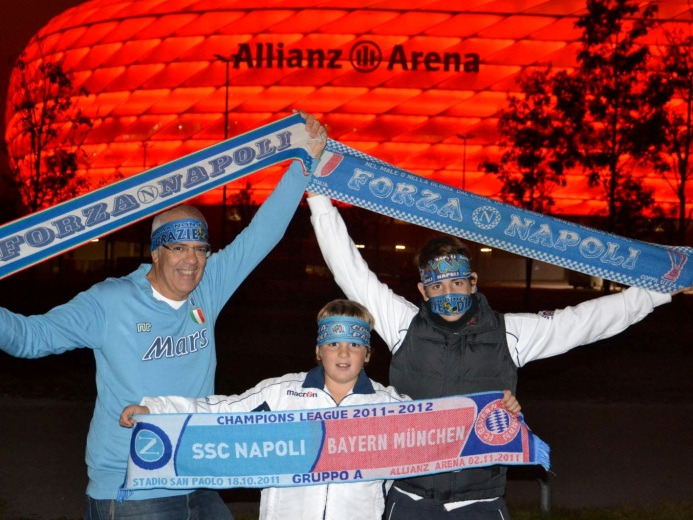 Allianz Arena
FORZA NAPOLI
FORZA NAPOLI
GRAZIE
NAPOLI
Mars
macron
CHAMPIONS LEAGUE 2011-2012
SSC NAPOLI BAYERN MÜNCHEN
STADIO SAN PAOLO 18.10.2011 ALLIANZ ARENA 02.11.2011
GRUPPO A